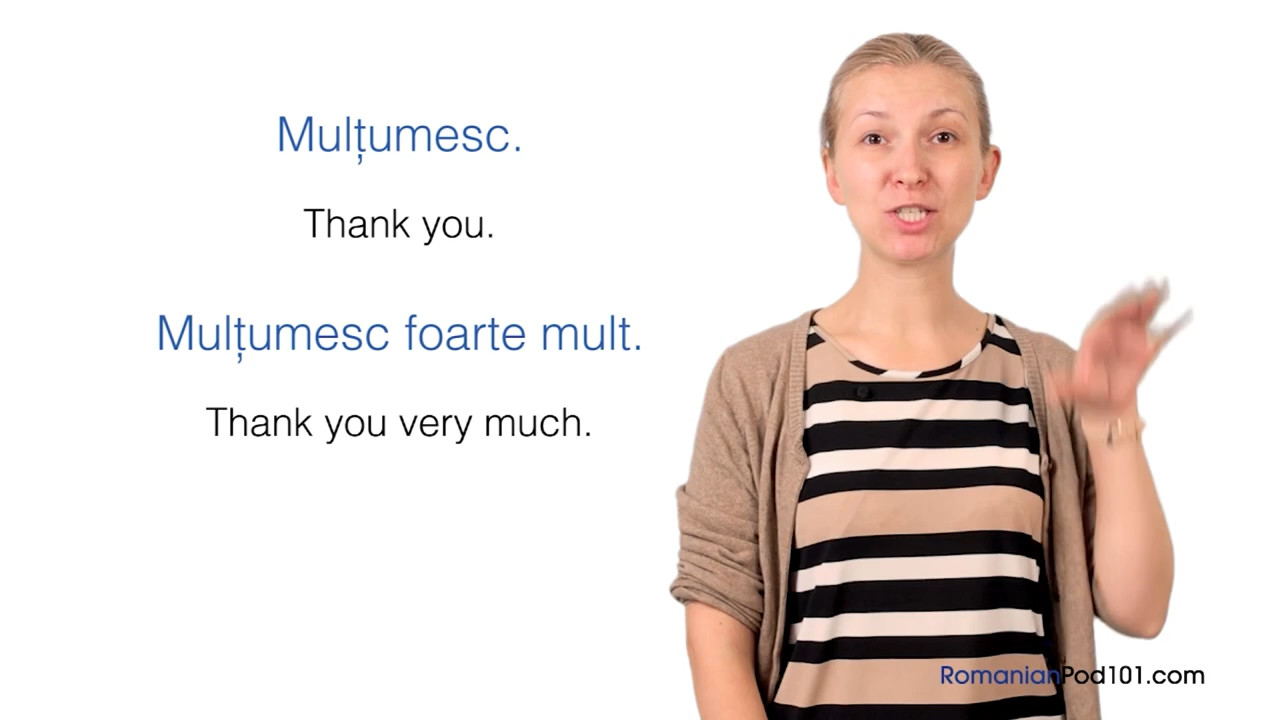 Mulțumesc.
Thank you.
Mulțumesc foarte mult.
Thank you very much.
RomanianPod101.com